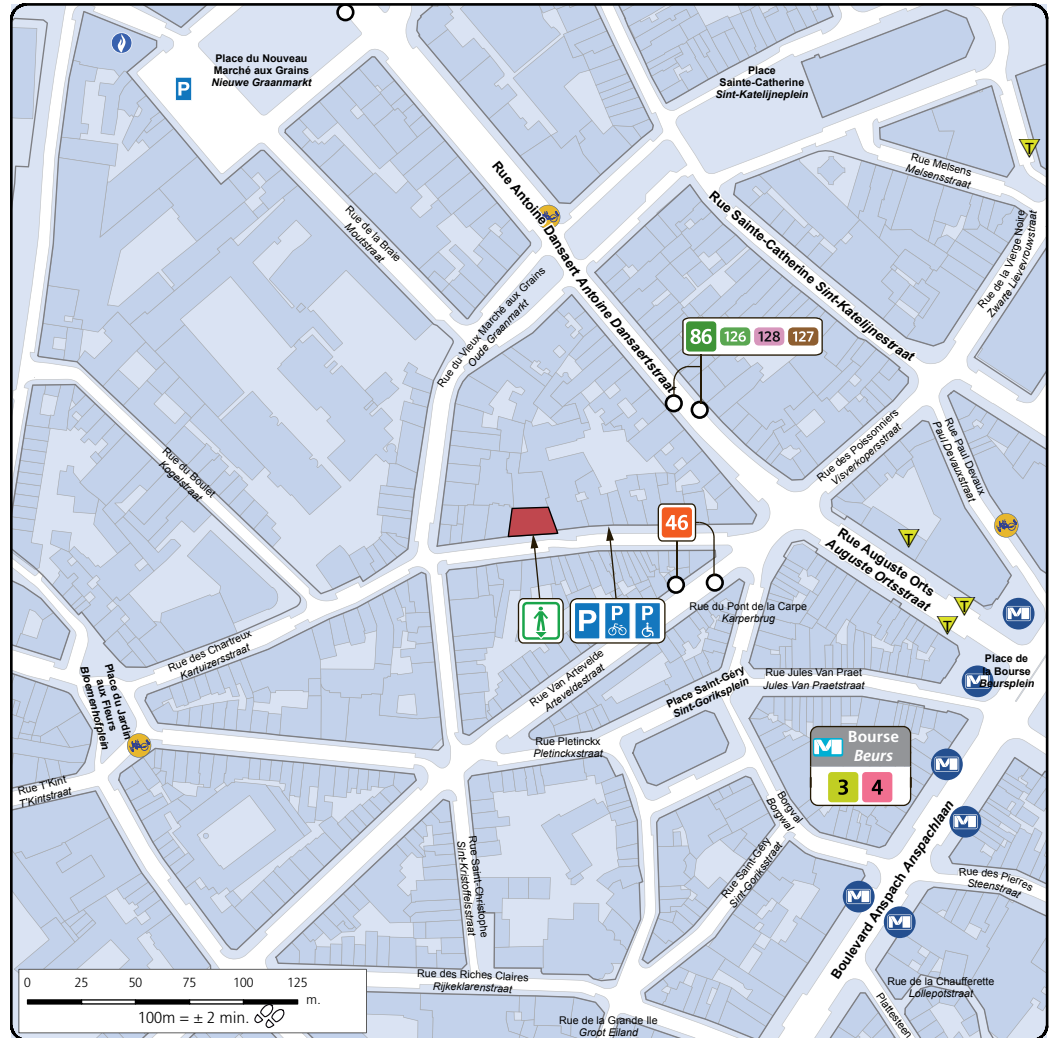 Place du Nouveau
Marché aux Grains
Nieuwe Graanmarkt
P
Place
Sainte-Catherine
Sint-Katelijneplein
T
Rue Melsens
Melsensstraat
Rue Antoine Dansaert Antoine Dansaertstraat
Rue de la Braie
Moutstraat
Rue Sainte-Catherine Sint-Katelijnestraat
Rue de la Vierge Noire
Zwarte Lievevrouwstraat
Rue du Vieux Marché aux Grains
Oude Graanmarkt
86 126 128 127
Rue des Poissonniers
Visverkopersstraat
Rue Paul Devaux
Paul Devauxstraat
Rue du Boulet
Kogelstraat
46
T
Rue Auguste Orts
Auguste Ortsstraat
T
T
M
P P P
Rue du Pont de la Carpe
Karperbrug
Rue des Chartreux
Kartuizersstraat
Place du Jardin
aux Fleurs
Bloemenhofplein
Rue Van Artevelde
Arteveldestraat
Place Saint-Géry
Sint-Goriksplein
Rue Jules Van Praet
Jules Van Praetstraat
Place de
la Bourse
Beursplein
M
Rue Pletinckx
Pletinckxstraat
M Bourse
Beurs
3 4
M
Rue T'Kint
T'Kintstraat
Borgval
Borgwal
M
Rue Saint-Christophe
Sint-Kristoffelsstraat
Rue Saint-Géry
Sint-Goriksstraat
Boulevard Anspach Anspachlaan
Rue des Pierres
Steenstraat
M
M
Rue des Riches Claires
Rijkeklarenstraat
Rue de la Chaufferette
Lollepotstraat
Plattesteen
Rue de la Grande Ile
Groot Eiland
0 25 50 75 100 125
m.
100m = ± 2 min.